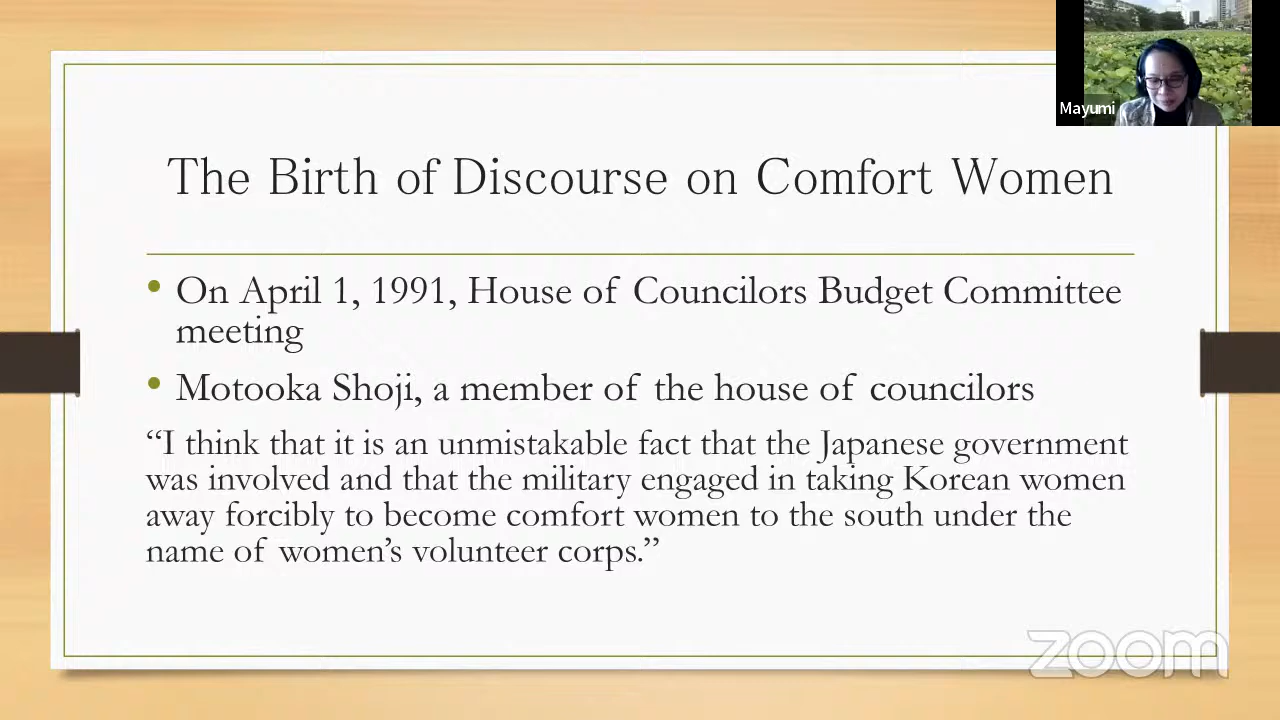 Mayumi
The Birth of Discourse on Comfort Women
• On April 1, 1991, House of Councilors Budget Committee
meeting
• Motooka Shoji, a member of the house of councilors
“I think that it is an unmistakable fact that the Japanese government
was involved and that the military engaged in taking Korean women
away forcibly to become comfort women to the south under the
name of women’s volunteer corps.”
zoom